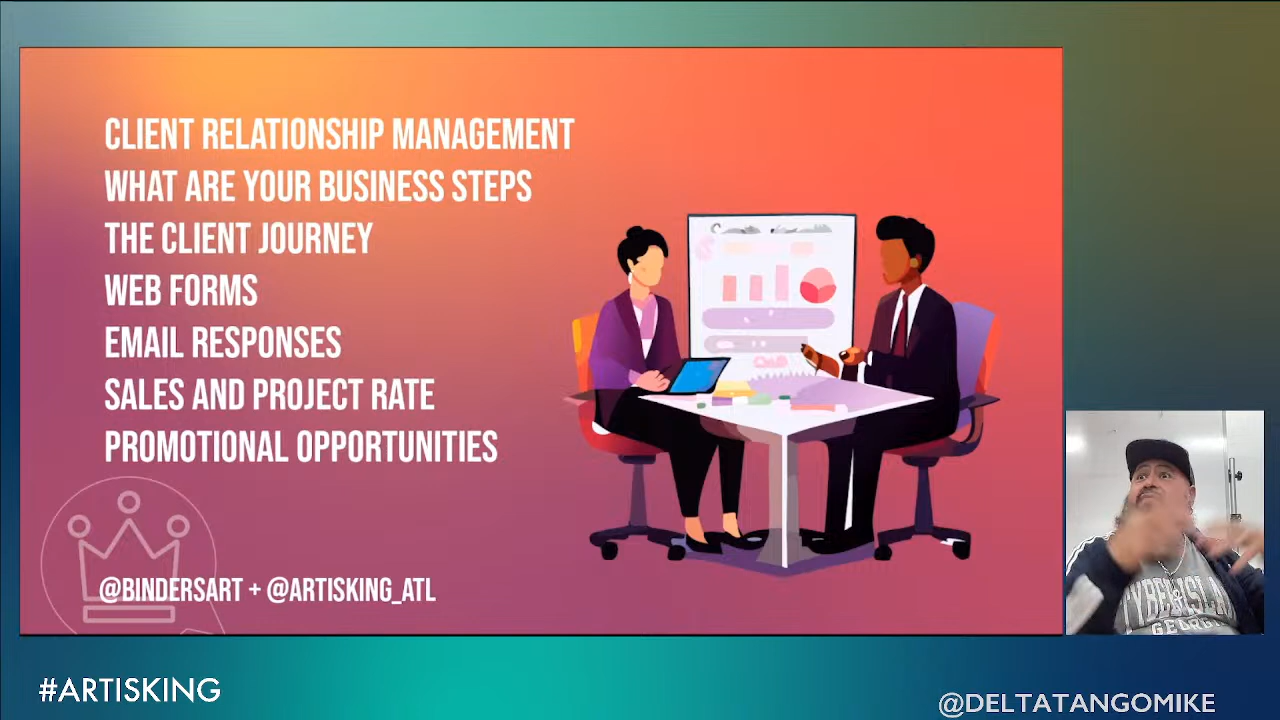 CLIENT RELATIONSHIP MANAGEMENT
WHAT ARE YOUR BUSINESS STEPS
THE CLIENT JOURNEY
WEB FORMS
EMAIL RESPONSES
SALES AND PROJECT RATE
PROMOTIONAL OPPORTUNITIES
@BINDERSART + @ARTISKING_ATL
GEORGIA
#ARTISKING
@DELTATANGOMIKE